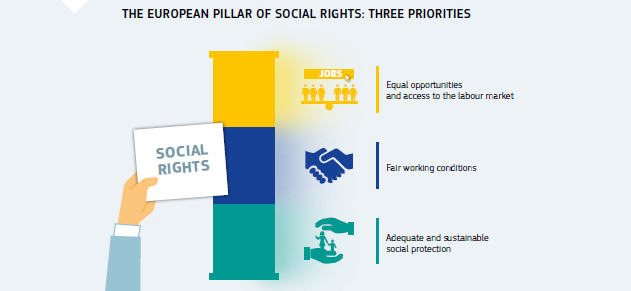 THE EUROPEAN PILLAR OF SOCIAL RIGHTS: THREE PRIORITIES
JOBS
Equal opportunities
and access to the labour market
SOCIAL
RIGHTS
Fair working conditions
Adequate and sustainable
social protection